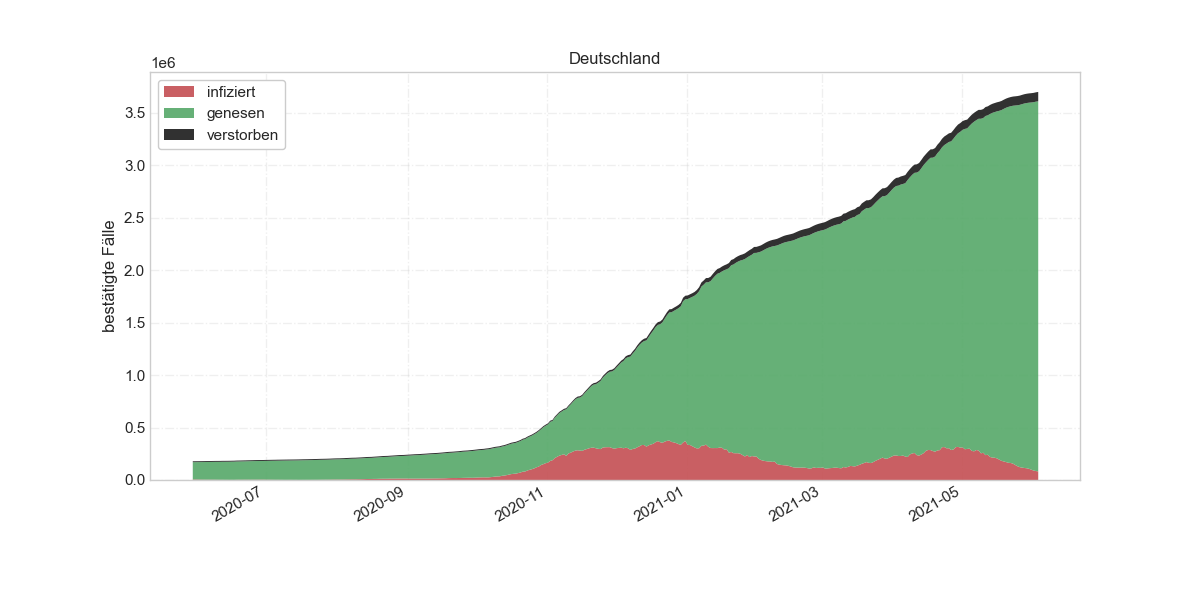 Deutschland
1e6
infiziert
genesen
verstorben
bestätigte Fälle
3.5
3.0
2.5
2.0
1.5
1.0
0.5
0.0
2020-07
2020-09
2020-11
2021-01
2021-03
2021-05